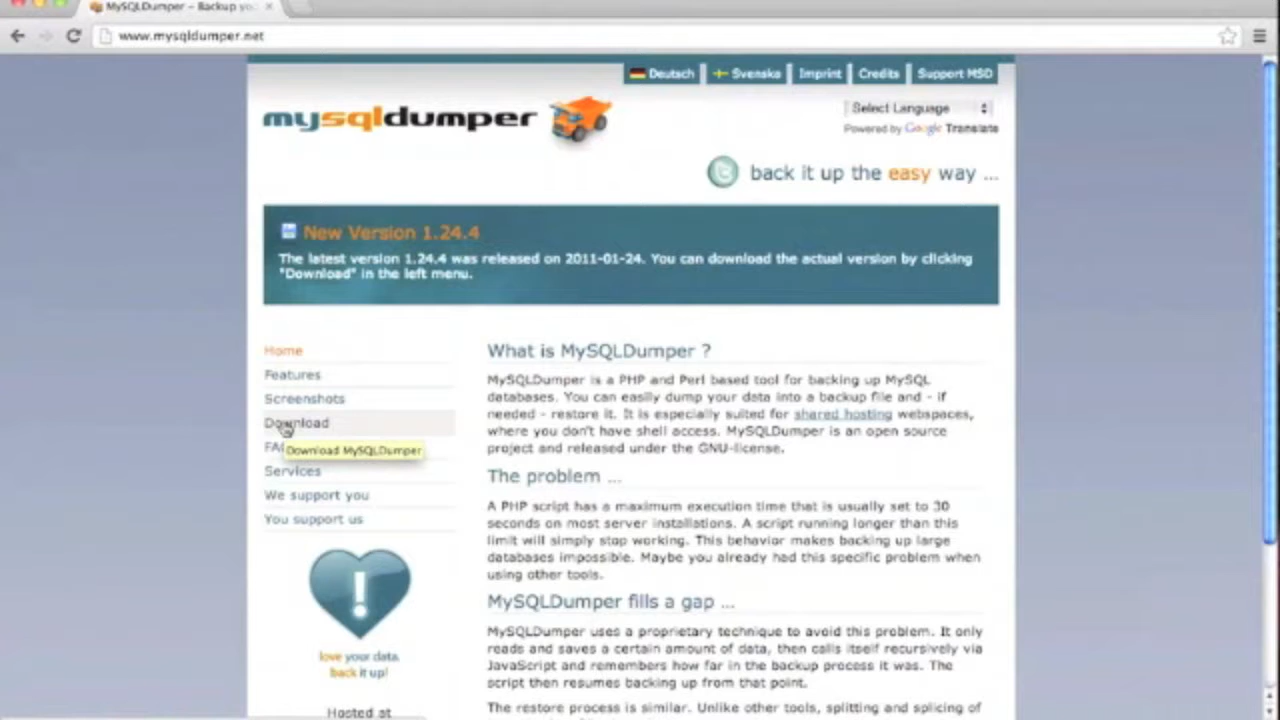 MySQLDumper – Backup yo
www.mysqldumper.net
Deutsch
Svenska
Imprint
Credits
Support MSD
mysqldumper
Select Language
Powered by Google Translate
back it up the easy way ...
New Version 1.24.4
The latest version 1.24.4 was released on 2011-01-24. You can download the actual version by clicking
"Download" in the left menu.
Home
Features
Screenshots
Download
FA
Download MySQLDumper
Services
We support you
You support us
love your data.
back it up!
Hosted at
What is MySQLDumper ?
MySQLDumper is a PHP and Perl based tool for backing up MySQL
databases. You can easily dump your data into a backup file and - if
needed - restore it. It is especially suited for shared hosting webspaces,
where you don't have shell access. MySQLDumper is an open source
project and released under the GNU-license.
The problem ...
A PHP script has a maximum execution time that is usually set to 30
seconds on most server installations. A script running longer than this
limit will simply stop working. This behavior makes backing up large
databases impossible. Maybe you already had this specific problem when
using other tools.
MySQLDumper fills a gap ...
MySQLDumper uses a proprietary technique to avoid this problem. It only
reads and saves a certain amount of data, then calls itself recursively via
JavaScript and remembers how far in the backup process it was. The
script then resumes backing up from that point.
The restore process is similar. Unlike other tools, splitting and splicing of